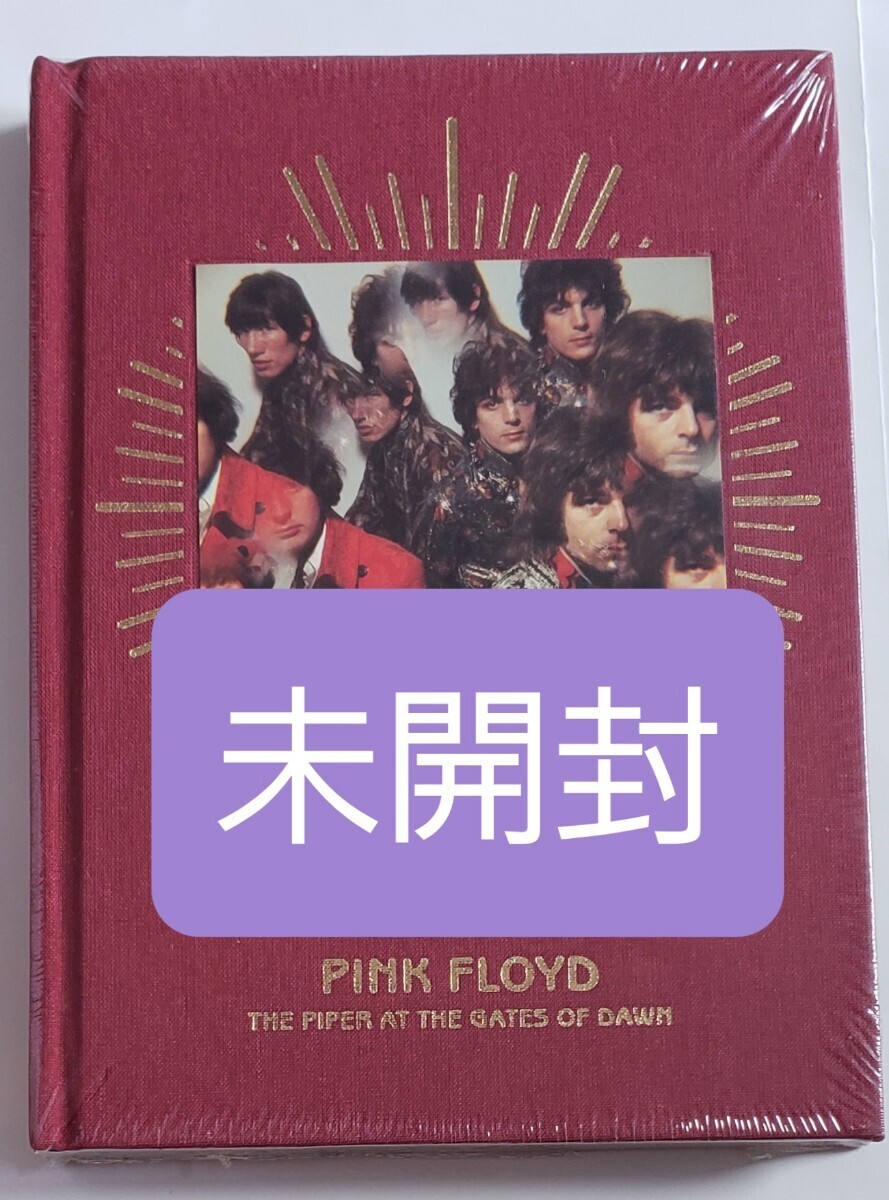 未開封
PINK FLOYD
THE PIPER AT THE GATES OF DAWN